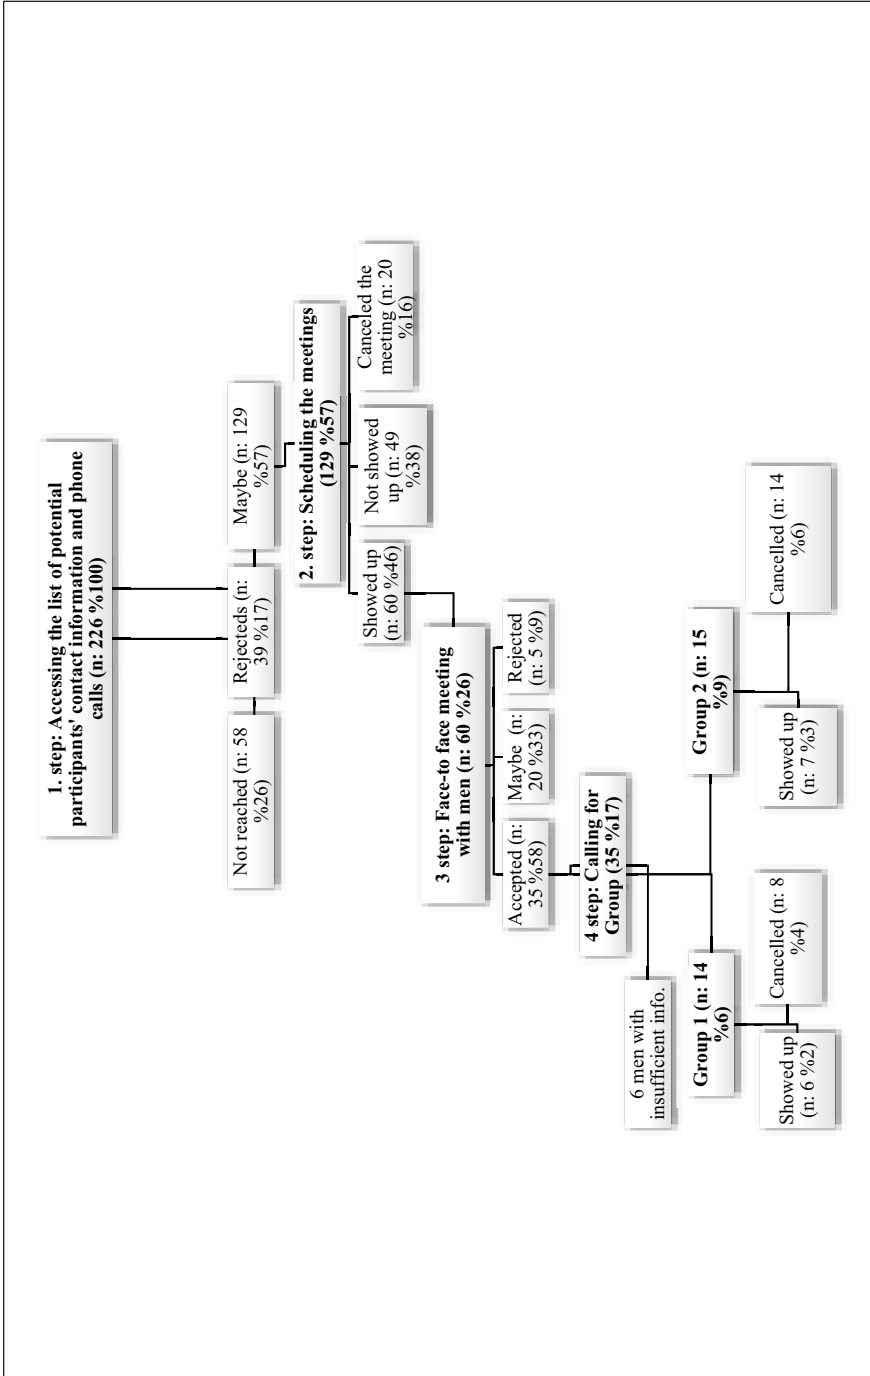 1. step: Accessing the list of potential
participants' contact information and phone
calls (n: 226 %100)
Not reached (n: 58
%26)
Rejecteds (n:
39 %17)
Maybe (n: 129
%57)
2. step: Scheduling the meetings
(129 %57)
Showed up
(n: 60 %46)
Not showed
up (n: 49
%38)
Canceled the
meeting (n: 20
%16)
3 step: Face-to face meeting
with men (n: 60 %26)
Accepted (n:
35 %58)
Maybe (n:
20 %33)
Rejected
(n: 5 %9)
4 step: Calling for
Group (35 %17)
6 men with
insufficient info.
Group 1 (n: 14
%6)
Showed up
(n: 6 %2)
Cancelled (n: 8
%4)
Group 2 (n: 15
%9)
Showed up
(n: 7 %3)
Cancelled (n: 14
%6)